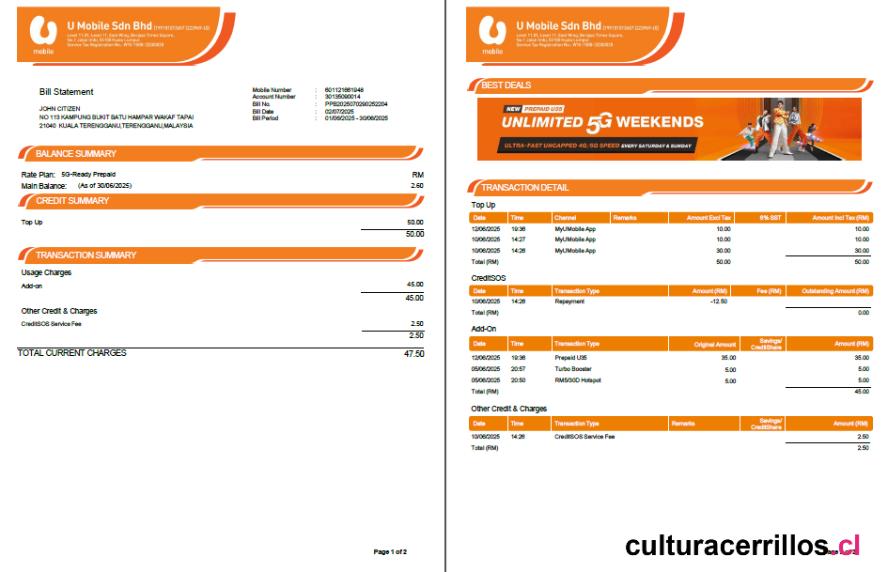 U Mobile Sdn Bhd
mobile
Bill Statement
JOHN CITIZEN
NO 113 KAMPUNG BUKIT BATU HAMPAR WAKAF TAPAI
21040 KUALA TERENGGANU,TERENGGANU,MALAYSIA
Mobile Number : 601121661948
Account Number : 30135090014
Bill No. : PPB2025070290252204
Bill Date : 02/07/2025
Bill Period : 01/06/2025 - 30/06/2025
BALANCE SUMMARY
Rate Plan: 5G-Ready Prepaid RM
Main Balance: (As of 30/06/2025) 2.60
CREDIT SUMMARY
Top Up 50.00
50.00
TRANSACTION SUMMARY
Usage Charges
Add-on 45.00
45.00
Other Credit & Charges
CreditSOS Service Fee 2.50
2.50
TOTAL CURRENT CHARGES 47.50
Page 1 of 2
U Mobile Sdn Bhd
mobile
BEST DEALS
NEW PREPAID U35
UNLIMITED 5G WEEKENDS
ULTRA-FAST UNCAPPED 4G/5G SPEED EVERY SATURDAY & SUNDAY
TRANSACTION DETAIL
Top Up
Date Time Channel Remarks Amount Excl Tax 6% SST Amount Incl Tax (RM)
12/06/2025 19:36 MyUMobile App 10.00 10.00
10/06/2025 14:27 MyUMobile App 10.00 10.00
10/06/2025 14:26 MyUMobile App 30.00 30.00
Total (RM) 50.00 50.00
CreditSOS
Date Time Transaction Type Amount (RM) Fee (RM) Outstanding Amount (RM)
10/06/2025 14:26 Repayment -12.50
Total (RM) 0.00
Add-On
Date Time Transaction Type Original Amount Savings/ CreditShare Amount (RM)
12/06/2025 19:36 Prepaid U35 35.00 35.00
05/06/2025 20:57 Turbo Booster 5.00 5.00
05/06/2025 20:50 RM5/30D Hotspot 5.00 5.00
Total (RM) 45.00
Other Credit & Charges
Date Time Transaction Type Remarks Savings/ CreditShare Amount (RM)
10/06/2025 14:26 CreditSOS Service Fee 2.50
Total (RM) 2.50
culturacerrillos.cl